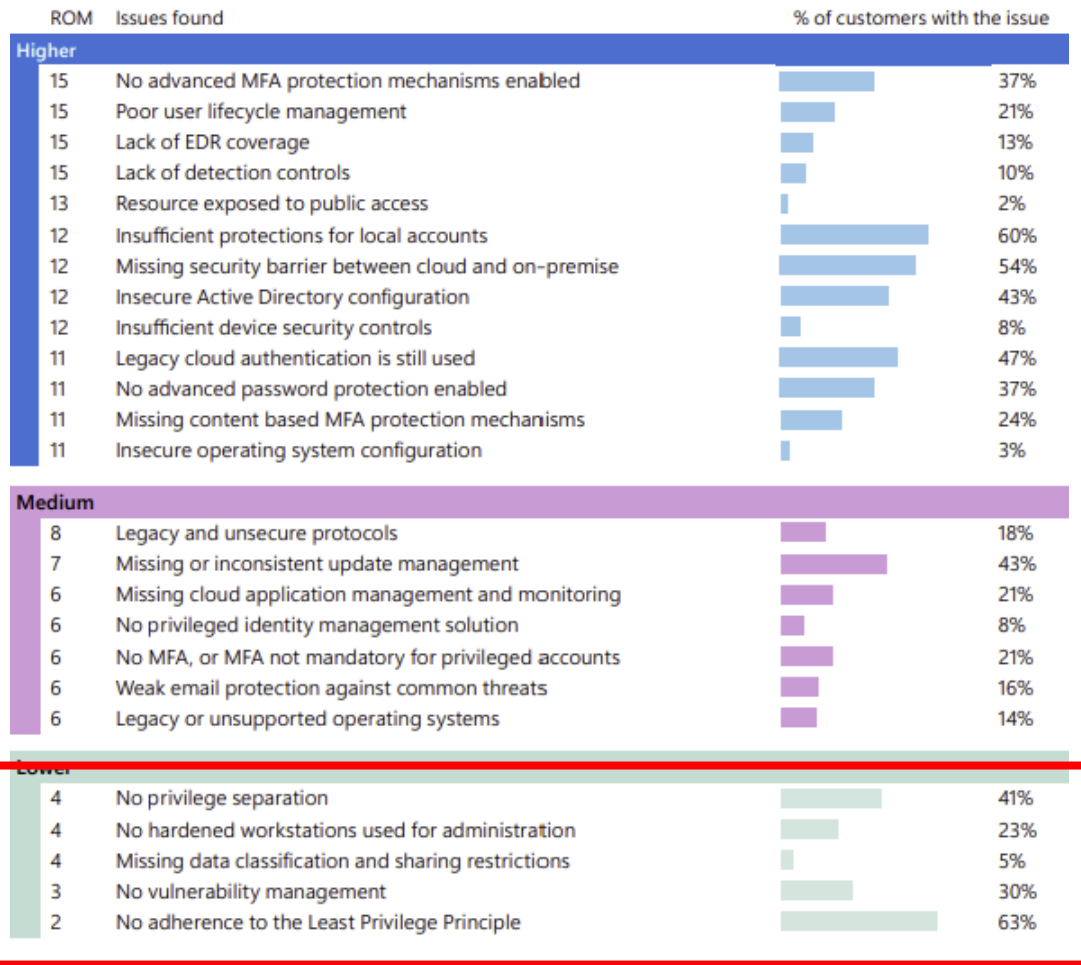 ROM Issues found % of customers with the issue
Higher
15 No advanced MFA protection mechanisms enabled 37%
15 Poor user lifecycle management 21%
15 Lack of EDR coverage 13%
15 Lack of detection controls 10%
13 Resource exposed to public access 2%
12 Insufficient protections for local accounts 60%
12 Missing security barrier between cloud and on-premise 54%
12 Insecure Active Directory configuration 43%
12 Insufficient device security controls 8%
11 Legacy cloud authentication is still used 47%
11 No advanced password protection enabled 37%
11 Missing content based MFA protection mechanisms 24%
11 Insecure operating system configuration 3%
Medium
8 Legacy and unsecure protocols 18%
7 Missing or inconsistent update management 43%
6 Missing cloud application management and monitoring 21%
6 No privileged identity management solution 8%
6 No MFA, or MFA not mandatory for privileged accounts 21%
6 Weak email protection against common threats 16%
6 Legacy or unsupported operating systems 14%
Lower
4 No privilege separation 41%
4 No hardened workstations used for administration 23%
4 Missing data classification and sharing restrictions 5%
3 No vulnerability management 30%
2 No adherence to the Least Privilege Principle 63%